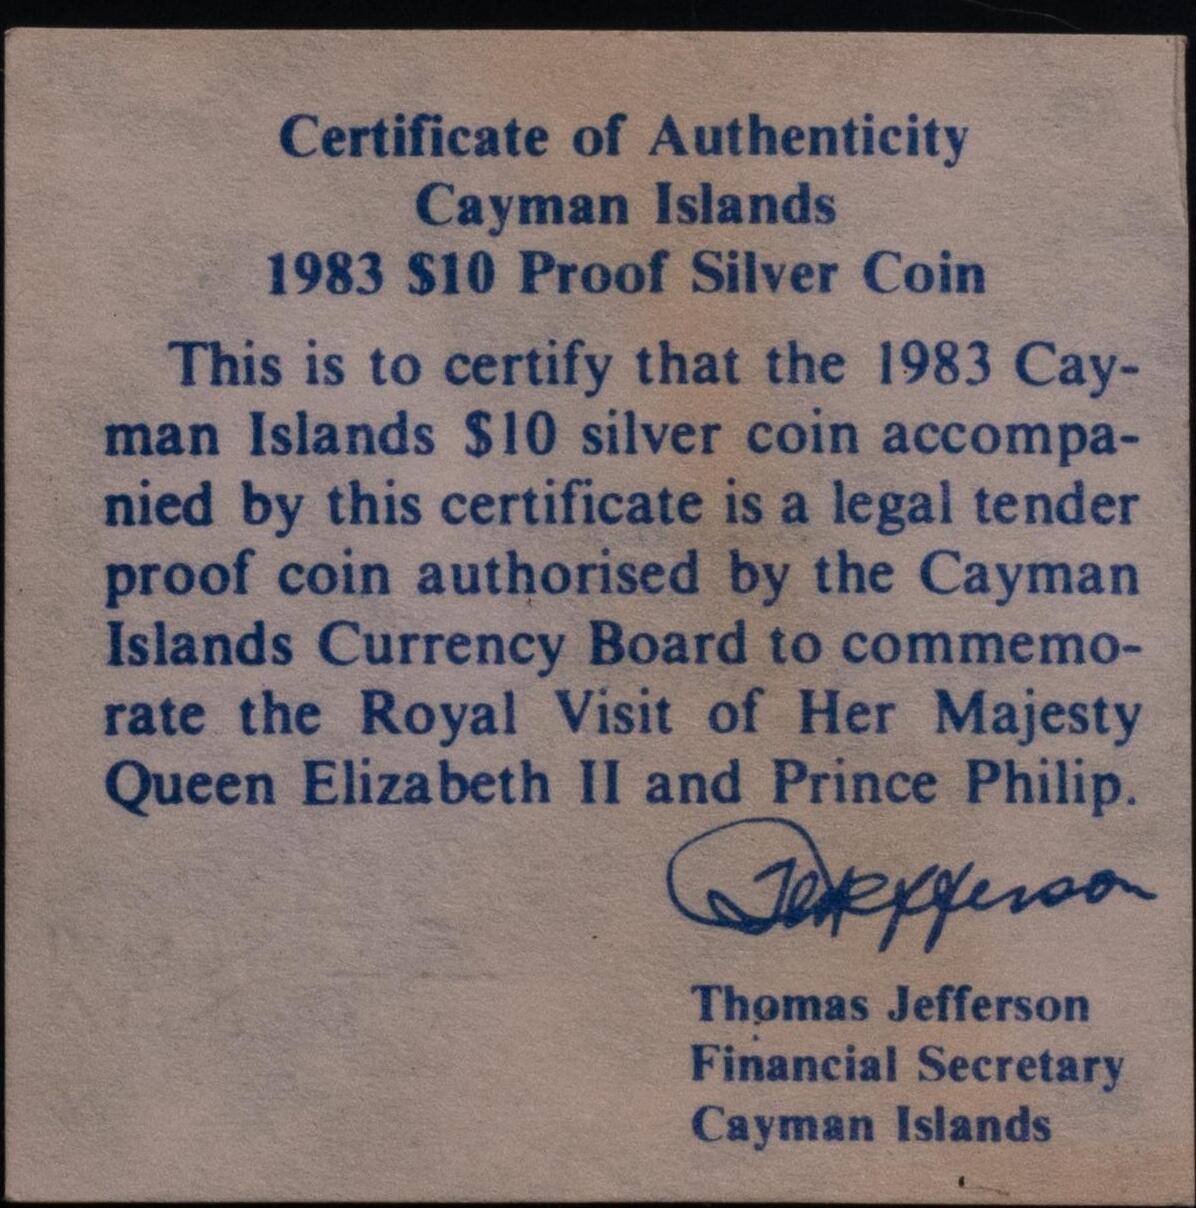 Certificate of Authenticity
Cayman Islands
1983 $10 Proof Silver Coin
This is to certify that the 1983 Cay-
man Islands $10 silver coin accompa-
nied by this certificate is a legal tender
proof coin authorised by the Cayman
Islands Currency Board to commemo-
rate the Royal Visit of Her Majesty
Queen Elizabeth II and Prince Philip.
Jefferson
Thomas Jefferson
Financial Secretary
Cayman Islands